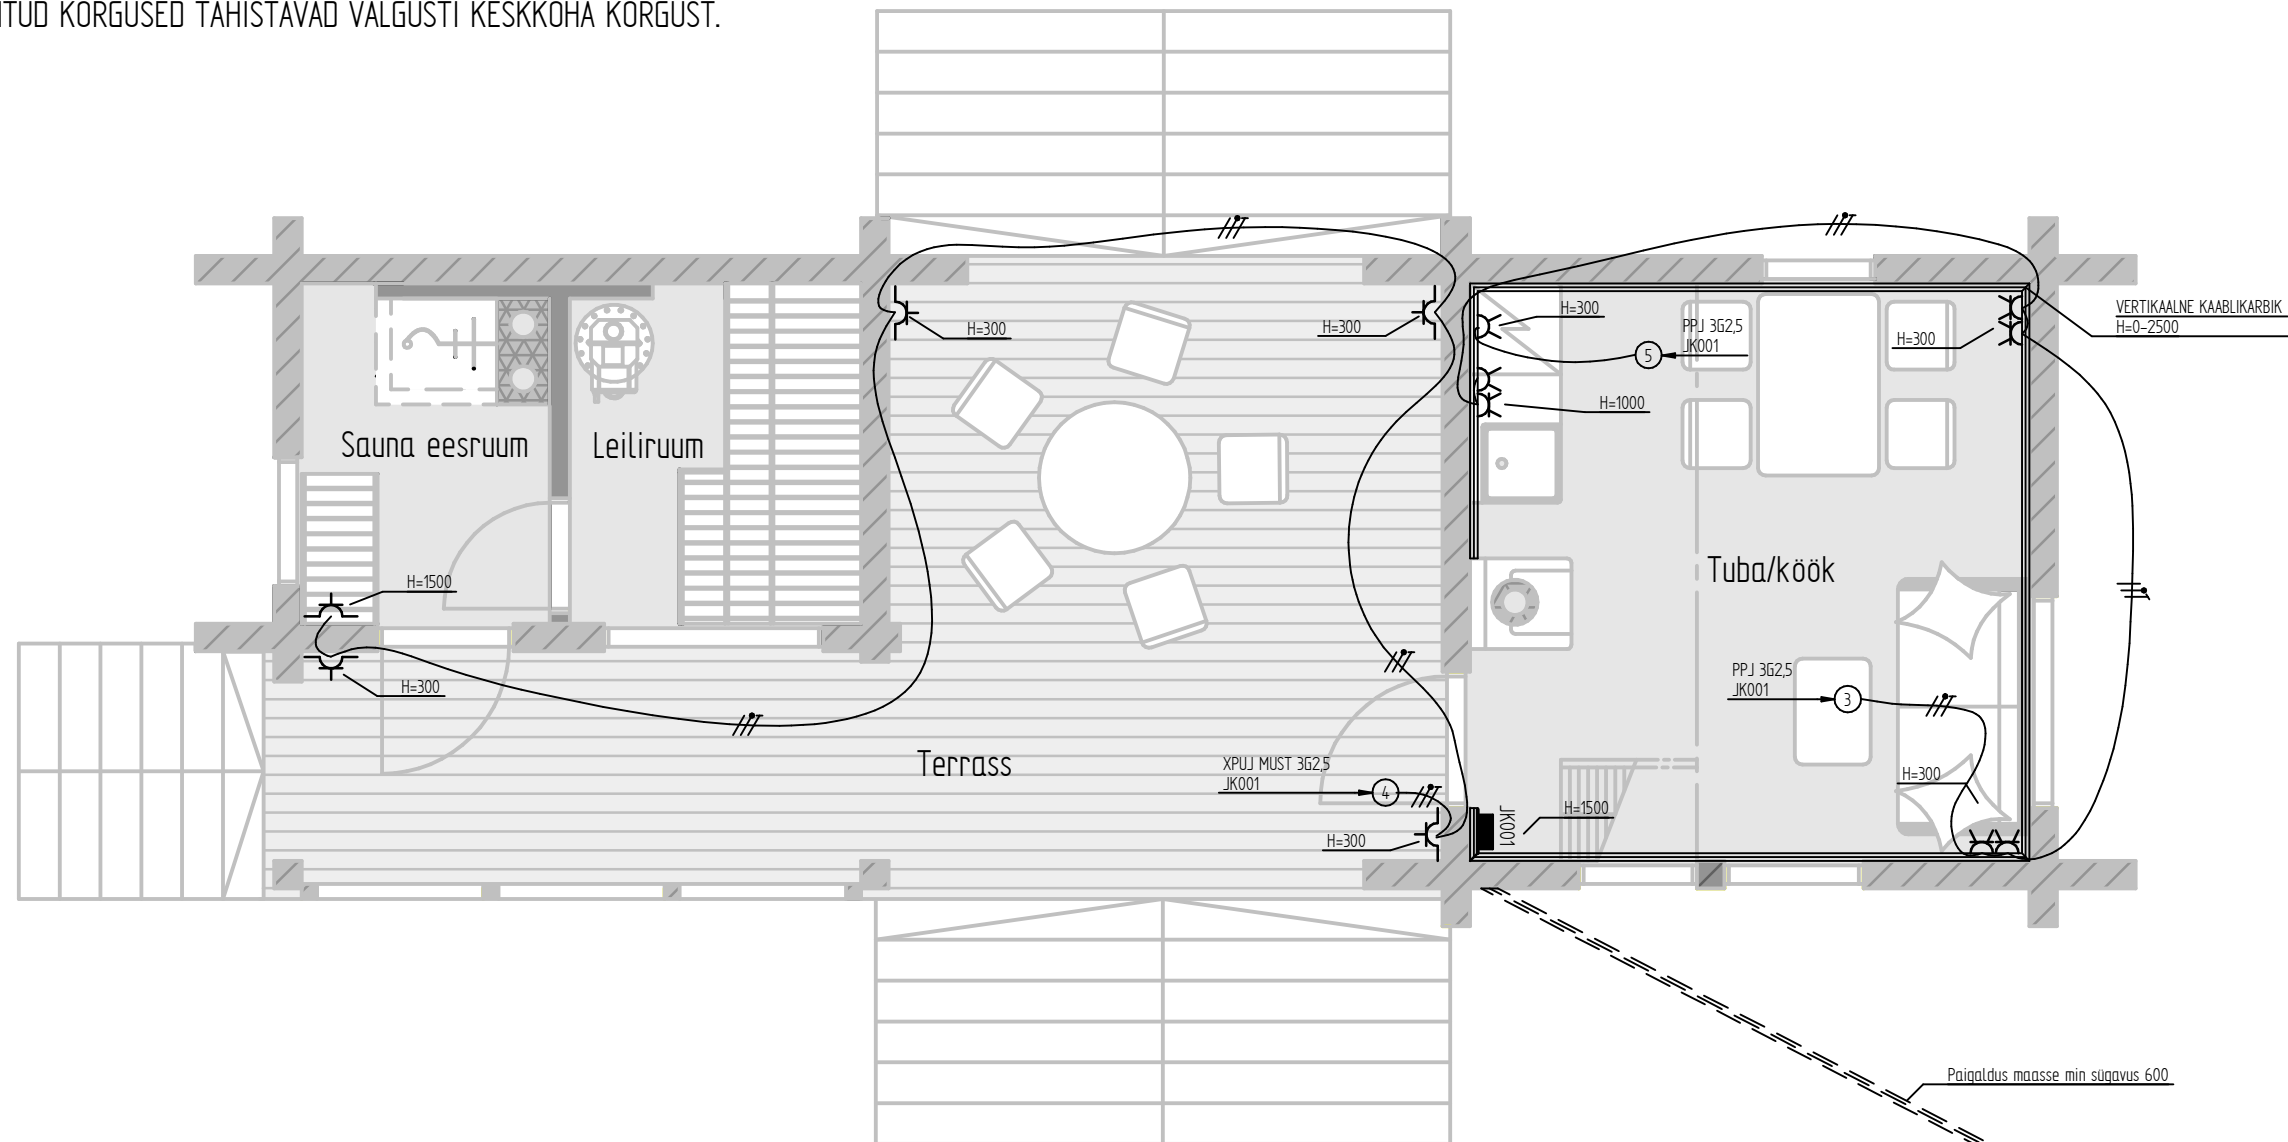 TUD KÕRGUSED TÄHISTAVAD VALGUSTI KESKKOHA KÕRGUST.
H=300
H=300
H=300
PPJ 3G2,5
JK001
5
H=300
VERTIKAALNE KAABLIKARBIK
H=0-2500
H=1000
Sauna eesruum
Leiliruum
Tuba/köök
H=1500
H=300
PPJ 3G2,5
JK001
3
Terrass
XPUJ MUST 3G2,5
JK001
4
H=300
JK001
H=1500
H=300
Paigaldus maasse min sügavus 600